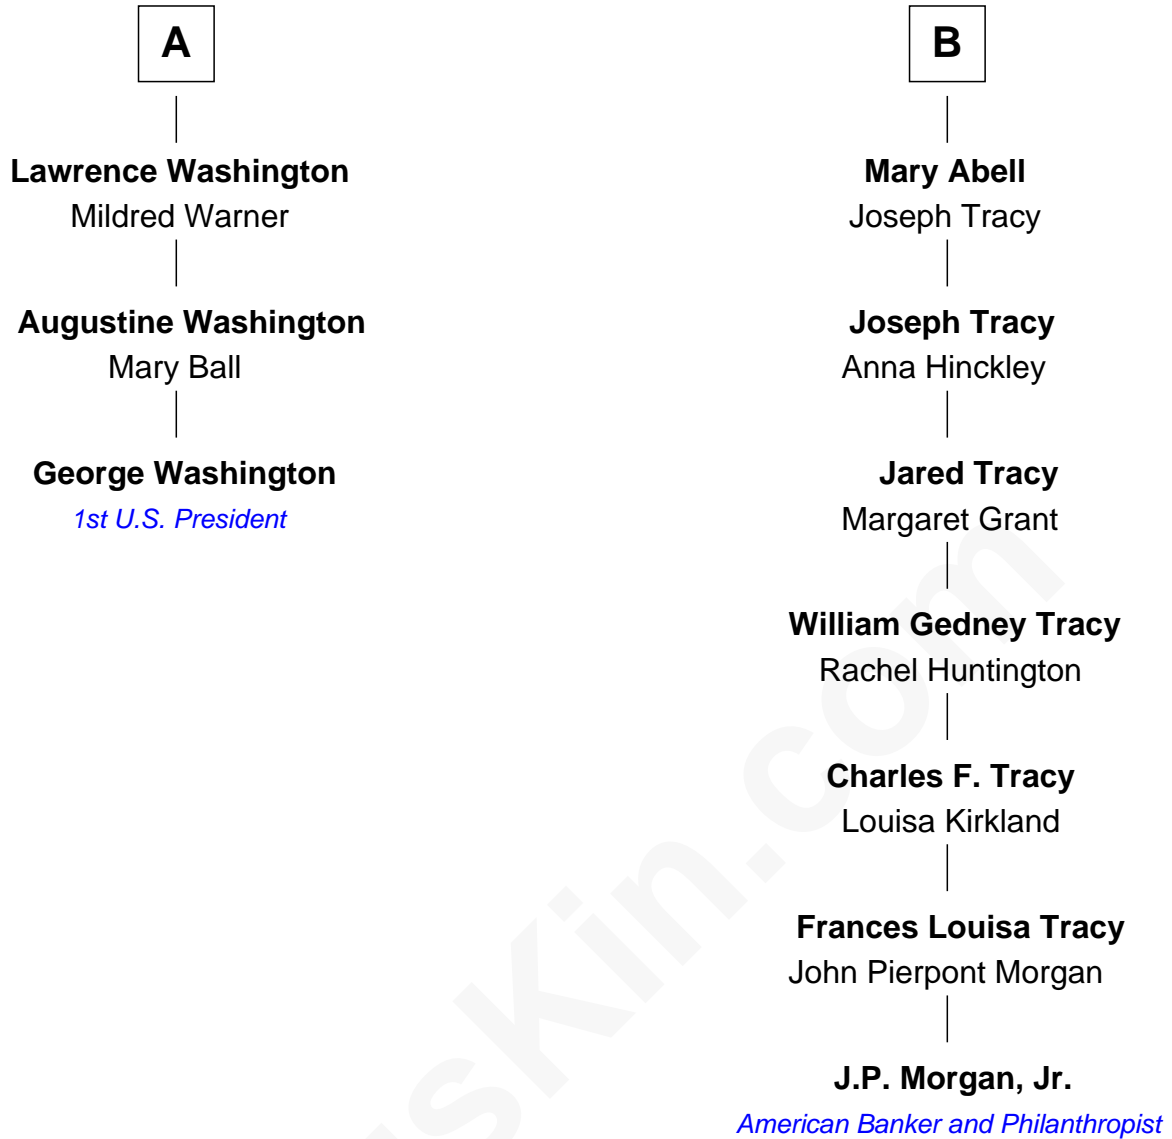 A
Lawrence Washington
Mildred Warner
Augustine Washington
Mary Ball
George Washington
1st U.S. President
B
Mary Abell
Joseph Tracy
Joseph Tracy
Anna Hinckley
Jared Tracy
Margaret Grant
William Gedney Tracy
Rachel Huntington
Charles F. Tracy
Louisa Kirkland
Frances Louisa Tracy
John Pierpont Morgan
J.P. Morgan, Jr.
American Banker and Philanthropist